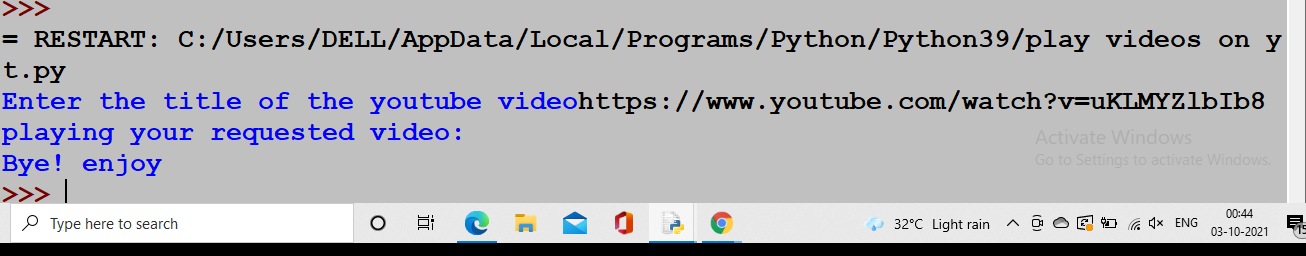 >>>
= RESTART: C:/Users/DELL/AppData/Local/Programs/Python/Python39/play videos on y
t.py
Enter the title of the youtube videohttps://www.youtube.com/watch?v=uKLMYZlbIb8
playing your requested video:
Bye! enjoy
>>>
Activate Windows
Go to Settings to activate Windows.
Type here to search
32°C Light rain
ENG
00:44
03-10-2021
15